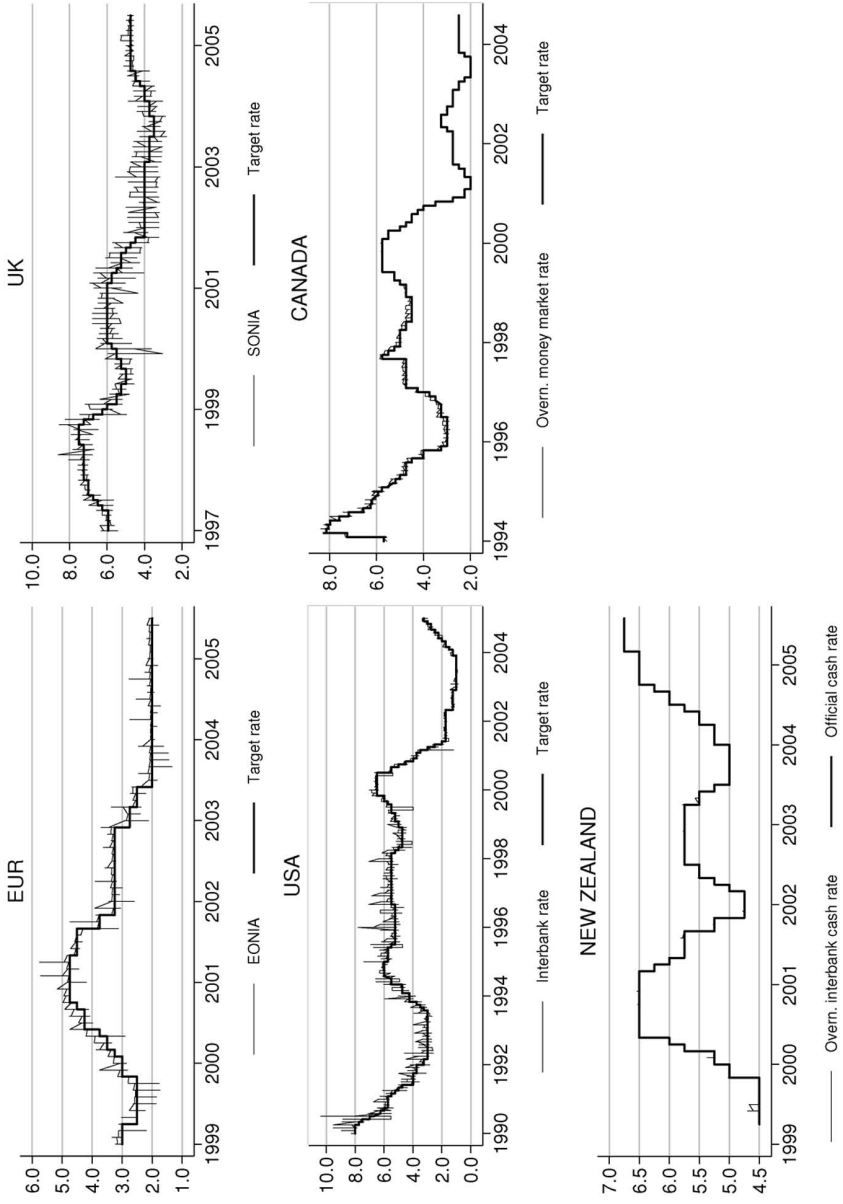 EUR
6.0
5.0
4.0
3.0
2.0
1.0
1999 2000 2001 2002 2003 2004 2005
EONIA Target rate
UK
10.0
8.0
6.0
4.0
2.0
1997 1999 2001 2003 2005
SONIA Target rate
USA
10.0
8.0
6.0
4.0
2.0
0.0
1990 1992 1994 1996 1998 2000 2002 2004
Interbank rate Target rate
CANADA
8.0
6.0
4.0
2.0
1994 1996 1998 2000 2002 2004
Overn. money market rate Target rate
NEW ZEALAND
7.0
6.5
6.0
5.5
5.0
4.5
1999 2000 2001 2002 2003 2004 2005
Overn. interbank cash rate Official cash rate